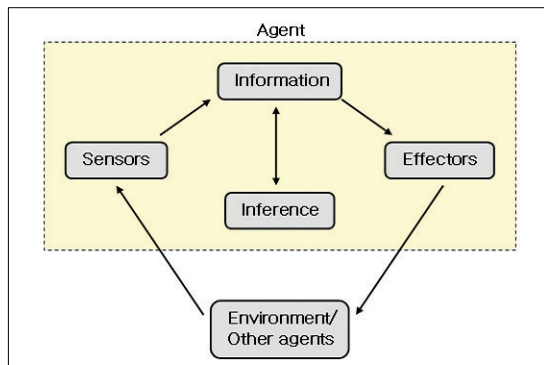 Agent
Information
Sensors
Effectors
Inference
Environment/
Other agents